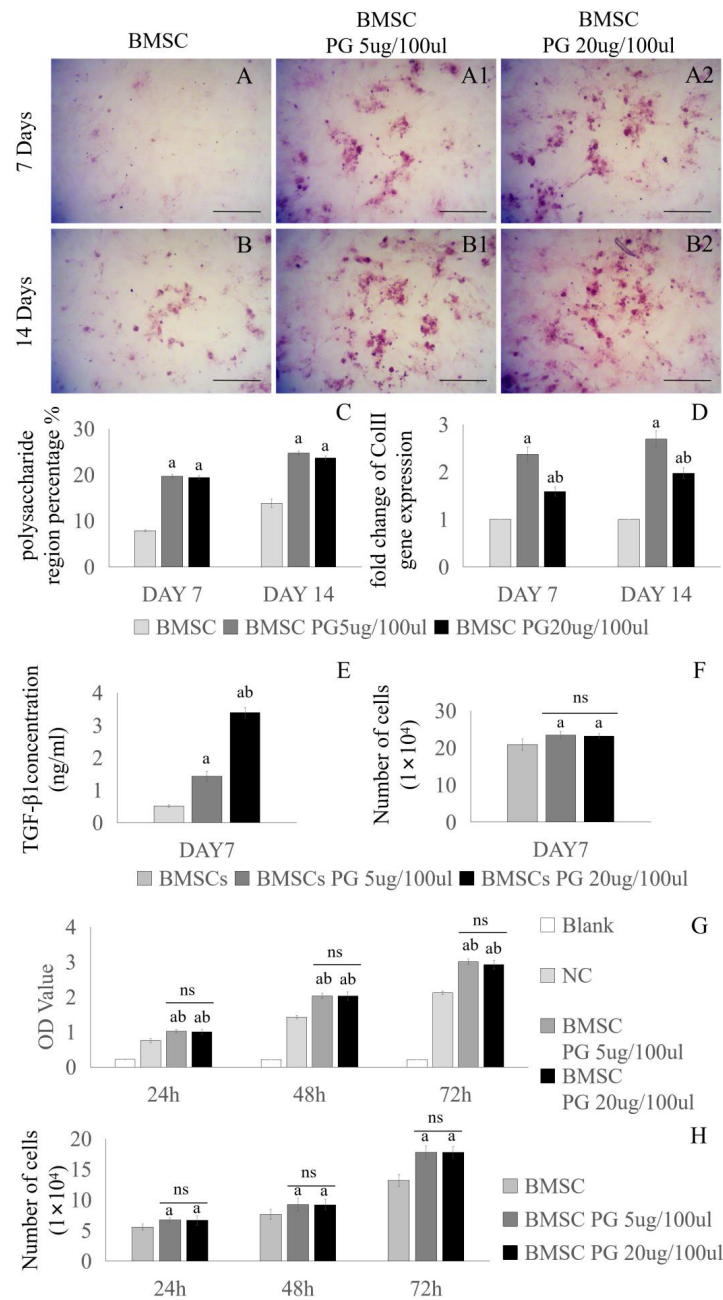 BMSC
BMSC
PG 5ug/100ul
BMSC
PG 20ug/100ul
7 Days
A
A1
A2
14 Days
B
B1
B2
C
polysaccharide
region percentage %
30
20
10
0
a a
a a
DAY 7 DAY 14
D
fold change of ColII
gene expression
3
2
1
0
a
ab
a
ab
DAY 7 DAY 14
BMSC BMSC PG5ug/100ul BMSC PG20ug/100ul
E
TGF-β1concentration
(ng/ml)
4
3
2
1
0
a
ab
DAY7
F
Number of cells
(1×10⁴)
30
20
10
0
ns
a a
DAY7
BMSCs BMSCs PG 5ug/100ul BMSCs PG 20ug/100ul
G
OD Value
4
3
2
1
0
ns
ab ab
ns
ab ab
ns
ab ab
24h 48h 72h
Blank
NC
BMSC
PG 5ug/100ul
BMSC
PG 20ug/100ul
H
Number of cells
(1×10⁴)
20
15
10
5
0
ns
a a
ns
a a
ns
a a
24h 48h 72h
BMSC
BMSC PG 5ug/100ul
BMSC PG 20ug/100ul